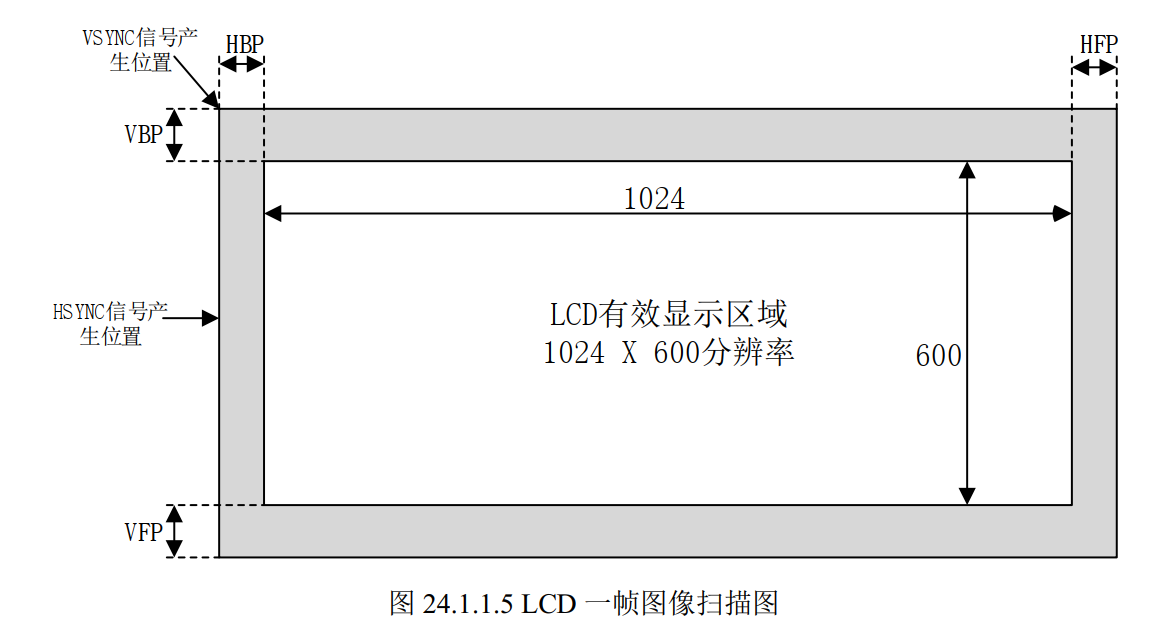 VSYNC信号产
生位置
HBP
HFP
VBP
1024
HSYNC信号产
生位置
LCD有效显示区域
1024 X 600分辨率
600
VFP
图 24.1.1.5 LCD 一帧图像扫描图